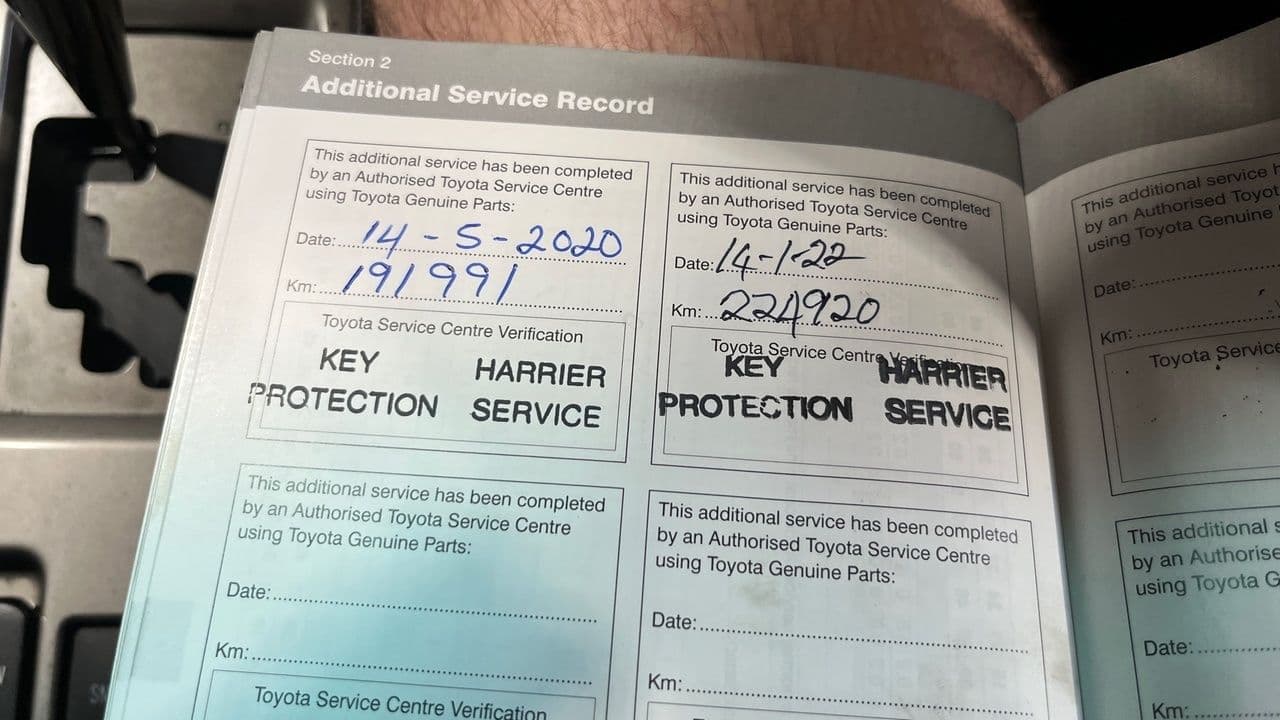 Section 2
Additional Service Record
This additional service has been completed
by an Authorised Toyota Service Centre
using Toyota Genuine Parts:
Date: 14-5-2020
Km: 191991
Toyota Service Centre Verification
KEY HARRIER
PROTECTION SERVICE
This additional service has been completed
by an Authorised Toyota Service Centre
using Toyota Genuine Parts:
Date: 14-1-22
Km: 224920
Toyota Service Centre Verification
KEY HARRIER
PROTECTION SERVICE
This additional service has been completed
by an Authorised Toyota Service Centre
using Toyota Genuine Parts:
Date:
Km:
Toyota Service Centre Verification
This additional service has been completed
by an Authorised Toyota Service Centre
using Toyota Genuine Parts:
Date:
Km:
This additional service
by an Authorised
using Toyota Genuine
Date:
Km:
Toyota Service
This additional
by an
using Toyota
Date:
Km: